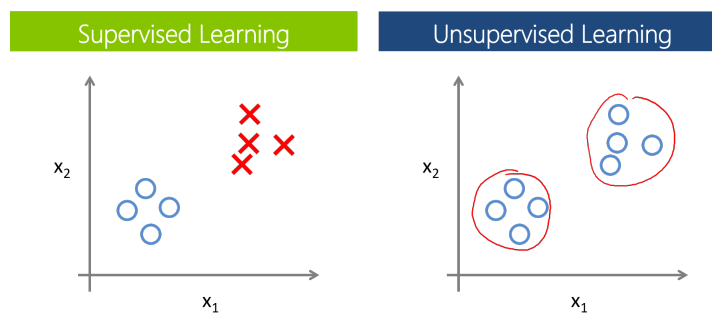 Supervised Learning
Unsupervised Learning
x₂
x₁
x₂
x₁